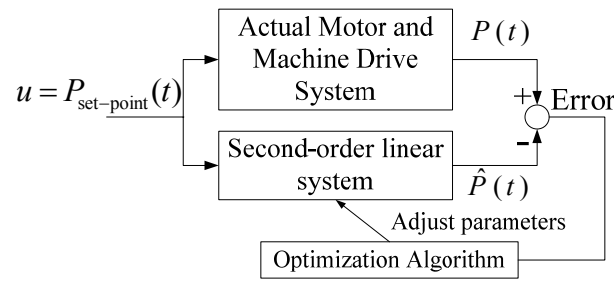 Actual Motor and
Machine Drive
System
P(t)
u = P_set−point(t)
+
Error
-
Second-order linear
system
P̂(t)
Adjust parameters
Optimization Algorithm